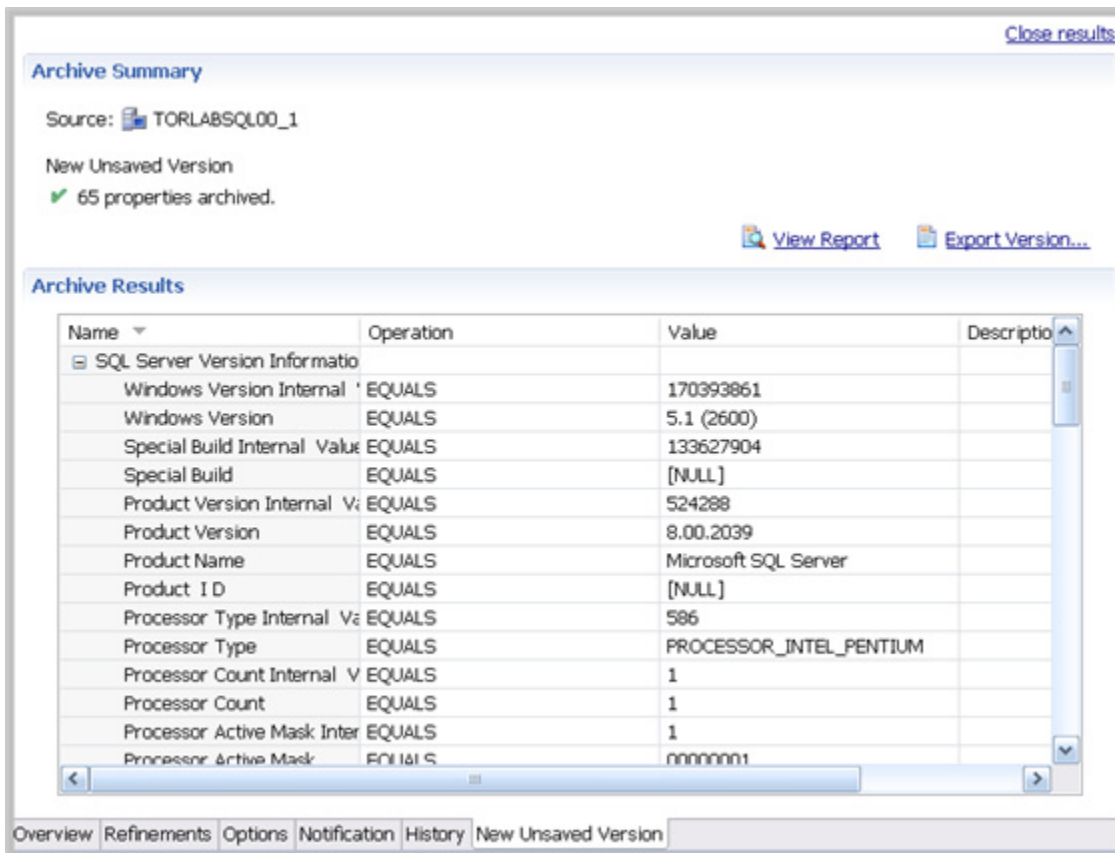 Close results
Archive Summary
Source: TORLABSQL00_1
New Unsaved Version
65 properties archived.
View Report Export Version...
Archive Results
Name Operation Value Descriptio
SQL Server Version Informatio
Windows Version Internal ' EQUALS 170393861
Windows Version EQUALS 5.1 (2600)
Special Build Internal Value EQUALS 133627904
Special Build EQUALS [NULL]
Product Version Internal Va EQUALS 524288
Product Version EQUALS 8.00.2039
Product Name EQUALS Microsoft SQL Server
Product I D EQUALS [NULL]
Processor Type Internal Va EQUALS 586
Processor Type EQUALS PROCESSOR_INTEL_PENTIUM
Processor Count Internal V EQUALS 1
Processor Count EQUALS 1
Processor Active Mask Inter EQUALS 1
Processor Active Mask EQUALS 00000001
Overview Refinements Options Notification History New Unsaved Version